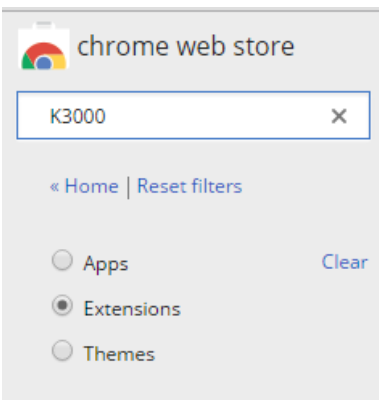 chrome web store
K3000 ×
« Home | Reset filters
Apps Clear
Extensions
Themes